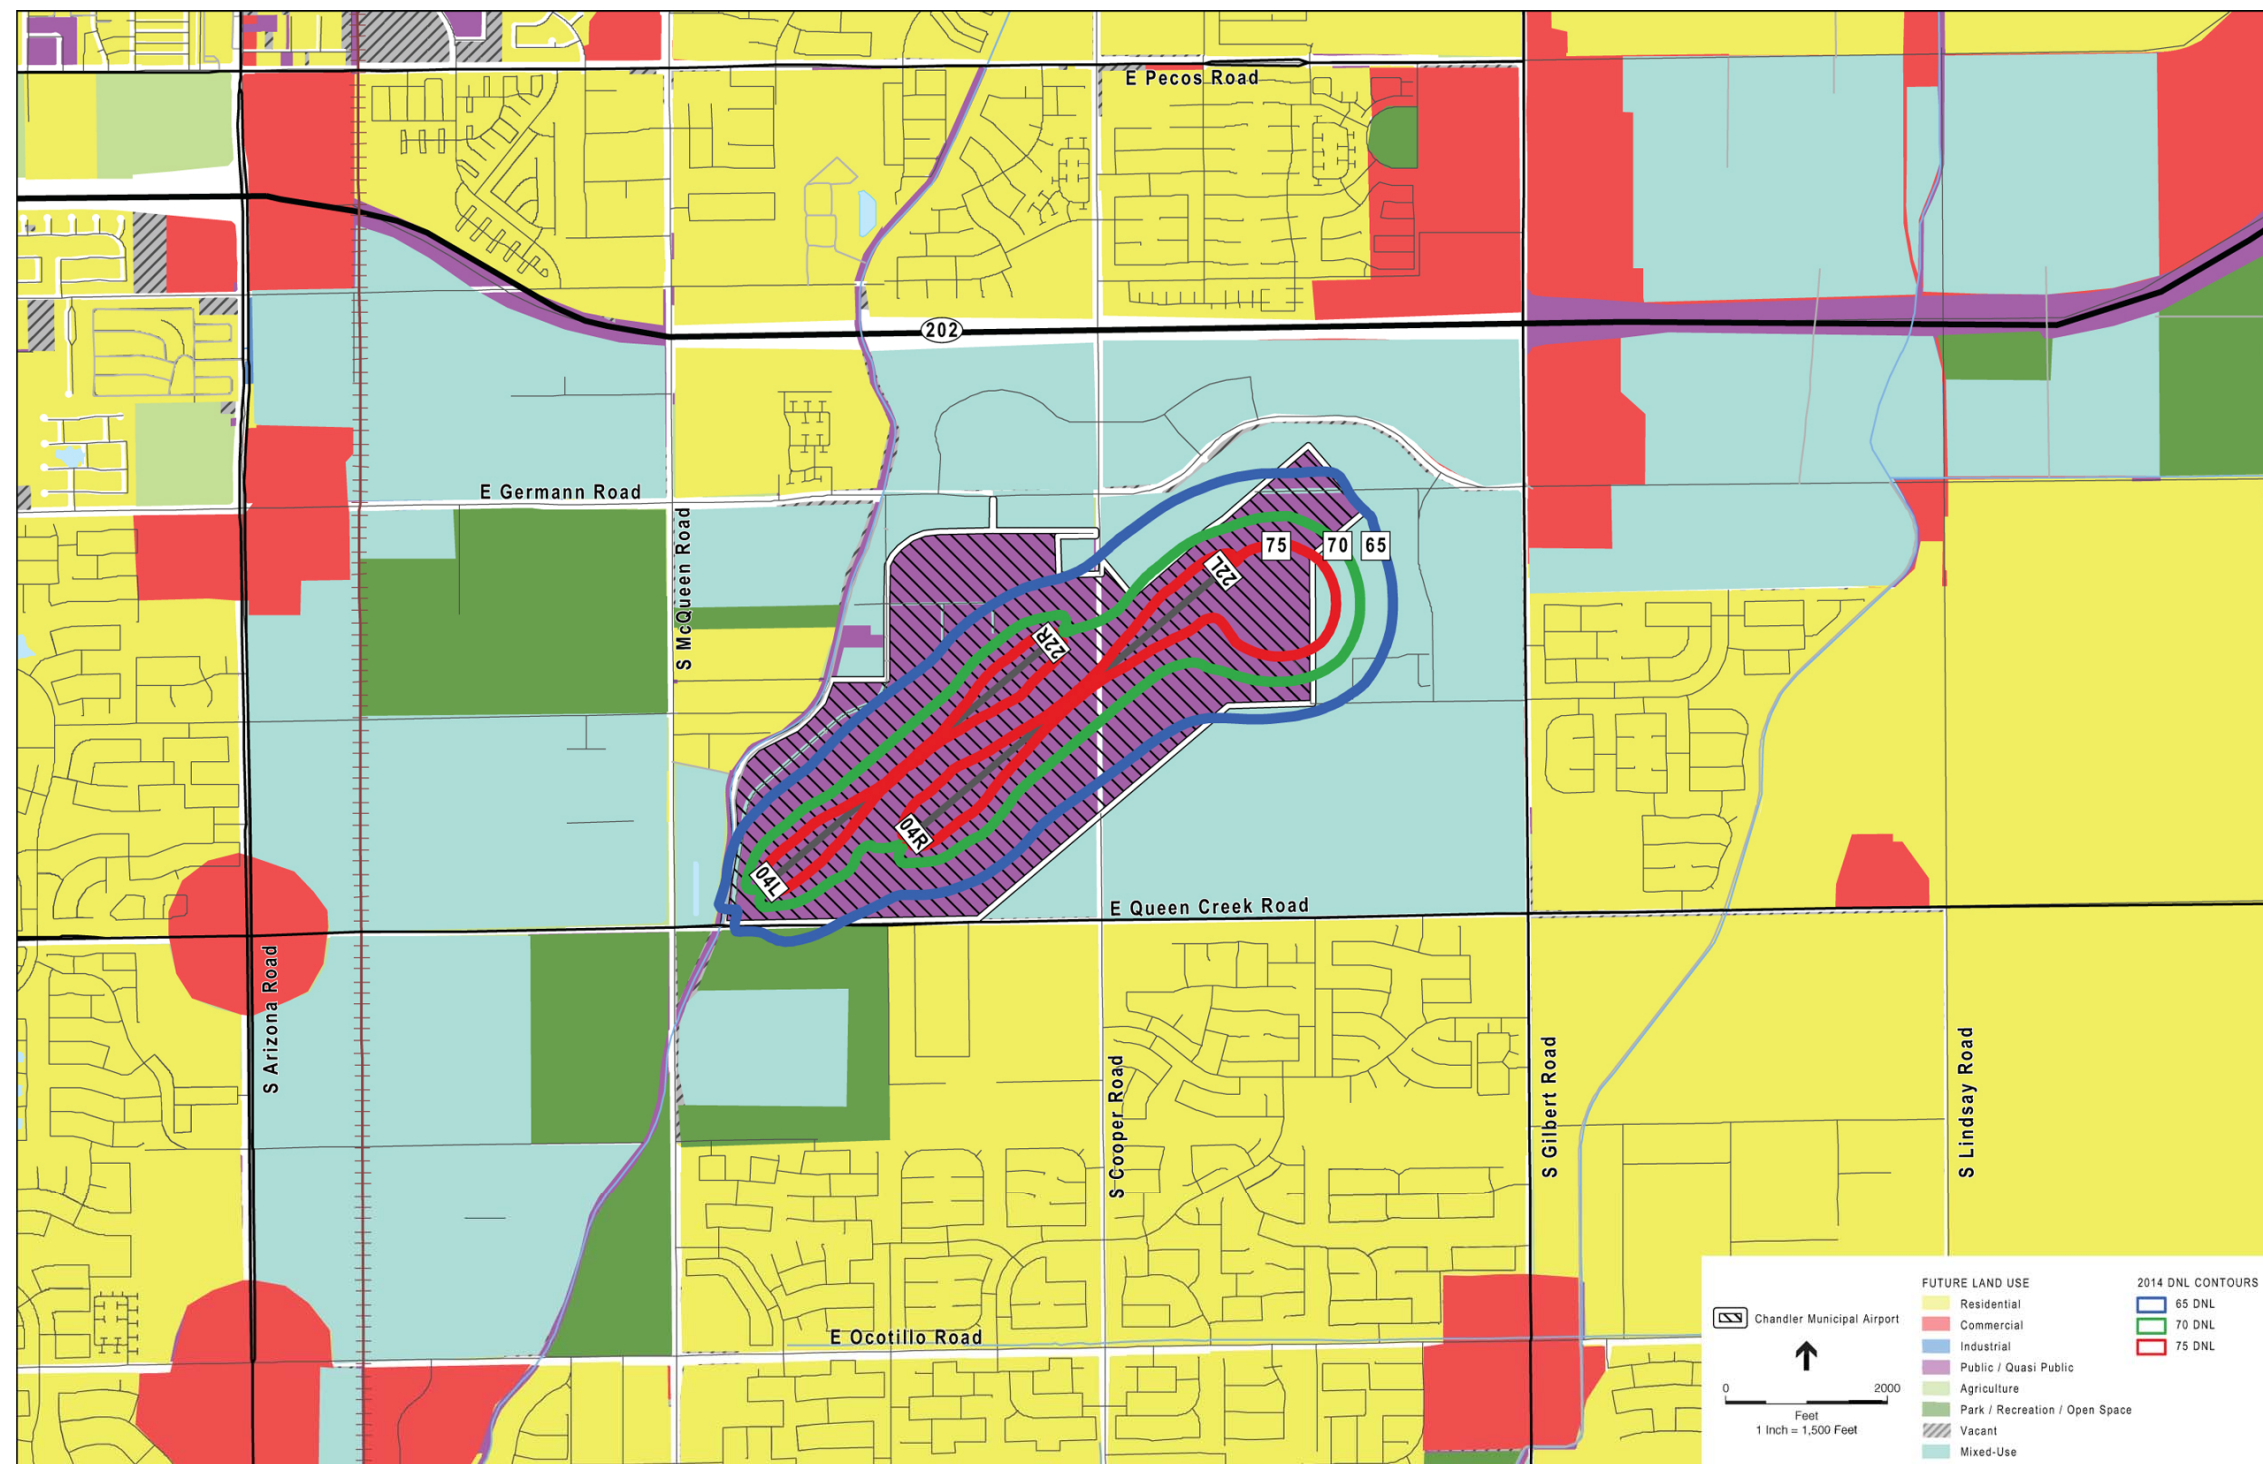 E Pecos Road
202
E Germann Road
S McQueen Road
75
70
65
22L
22R
04R
04L
E Queen Creek Road
S Arizona Road
S Cooper Road
S Gilbert Road
S Lindsay Road
E Ocotillo Road
Chandler Municipal Airport
0 2000
Feet
1 Inch = 1,500 Feet
FUTURE LAND USE
Residential
Commercial
Industrial
Public / Quasi Public
Agriculture
Park / Recreation / Open Space
Vacant
Mixed-Use
2014 DNL CONTOURS
65 DNL
70 DNL
75 DNL